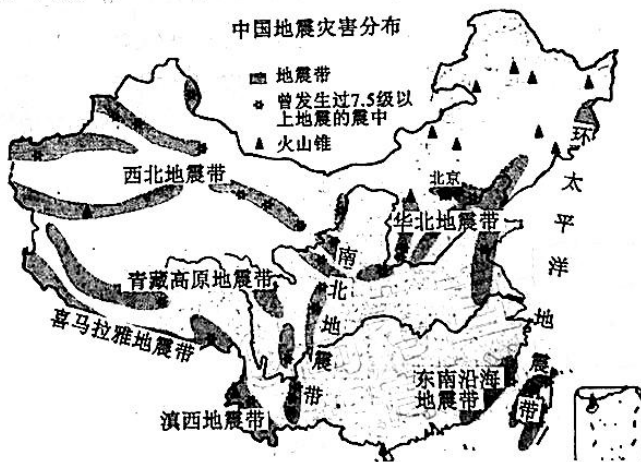 中国地震灾害分布
地震带
曾发生过7.5级以
上地震的震中
火山锥
西北地震带
北京
华北地震带
青藏高原地震带
喜马拉雅地震带
南北地震带
滇西地震带
东南沿海
地震带
环太平洋地震带